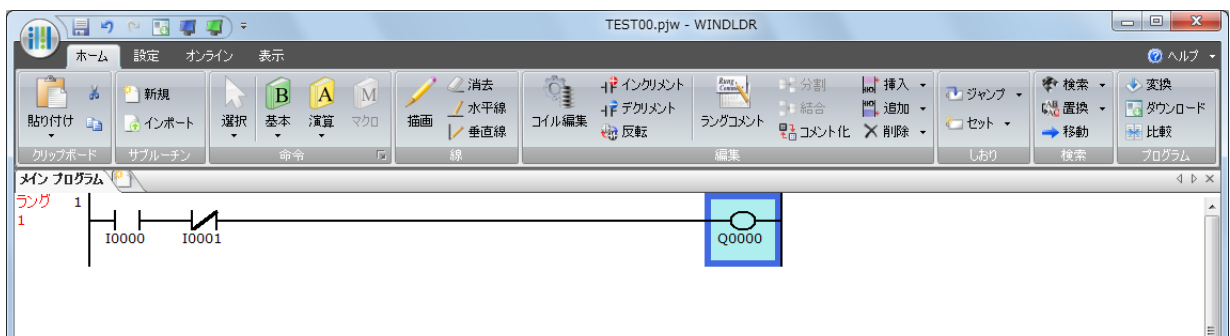 TEST00.pjw - WINDLDR
ホーム 設定 オンライン 表示 ヘルプ
貼り付け 新規 インポート 選択 B 基本 A 演算 M マクロ 描画 消去 水平線 垂直線 コイル編集 インクリメント デクリメント 反転 Rung Comment ラングコメント 分割 結合 コメント化 挿入 追加 削除 ジャンプ セット 検索 置換 移動 変換 ダウンロード 比較
クリップボード サブルーチン 命令 線 編集 しおり 検索 プログラム
メイン プログラム
ラング 1
1
I0000 I0001 Q0000